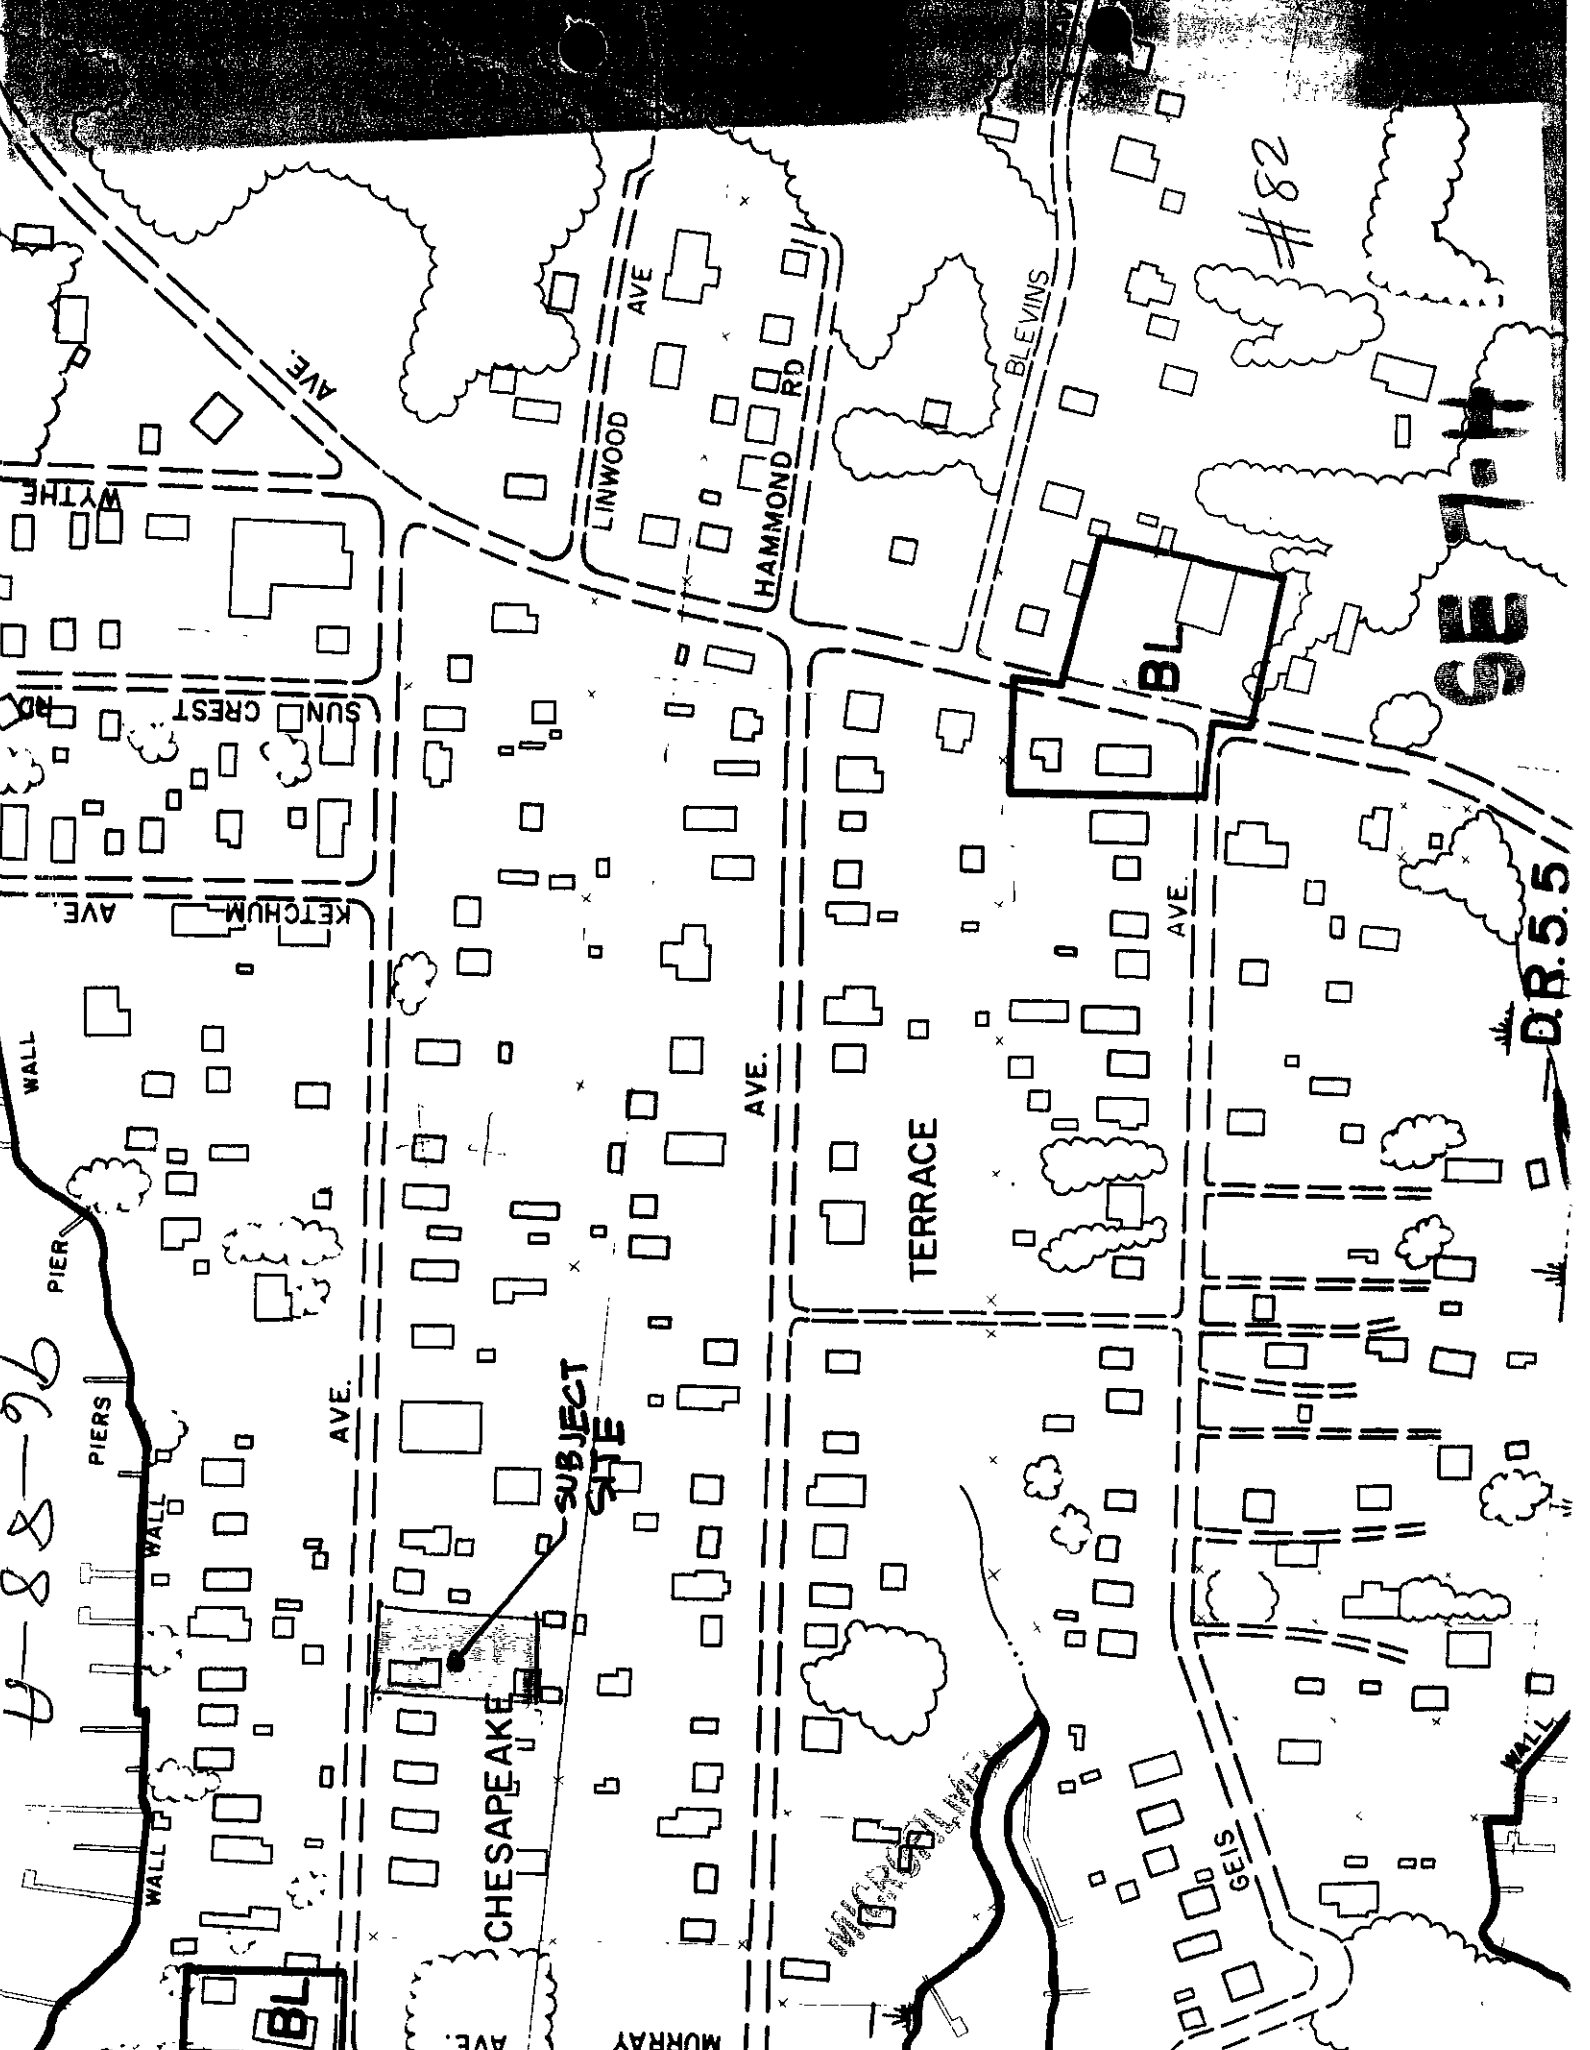 #82
AVE.
LINWOOD AVE
HAMMOND RD
BLEVINS
WYTHE
SUN CREST RD
KETCHUM AVE.
BL
SE 7-H
D.R.5.5
AVE.
WALL
PIER
PIERS
WALL
WALL
AVE.
AVE.
TERRACE
CHESAPEAKE
SUBJECT
SITE
96-88-A
MICROFILMED
GEIS
WALL
BL
AVE.
MURRAY